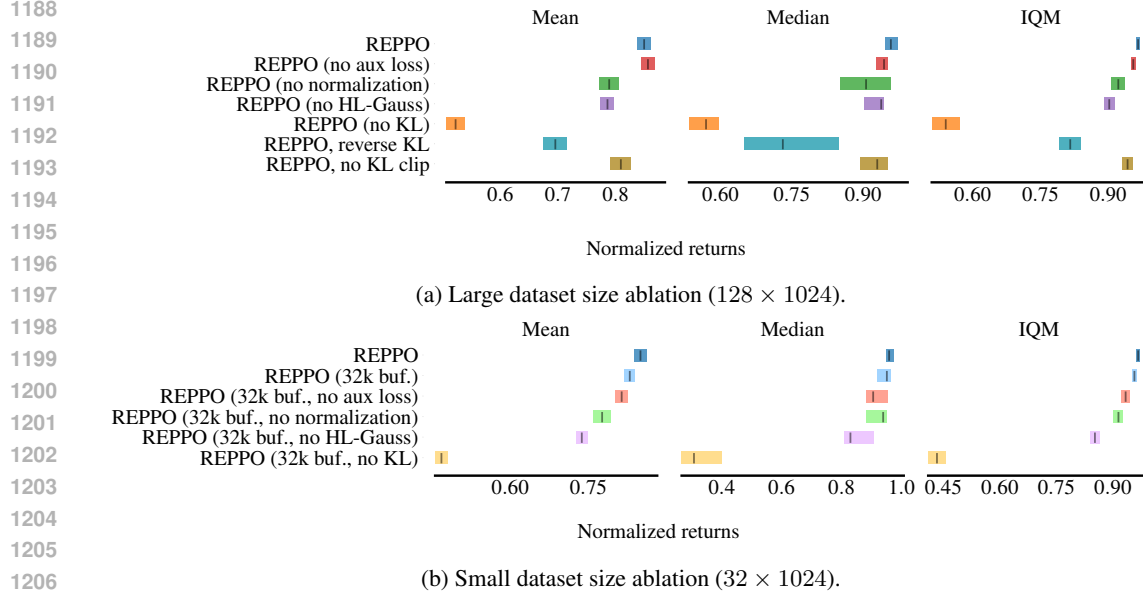 1188
Mean Median IQM
1189 REPPO
REPPO (no aux loss)
1190 REPPO (no normalization)
1191 REPPO (no HL-Gauss)
REPPO (no KL)
1192 REPPO, reverse KL
1193 REPPO, no KL clip
1194 0.6 0.7 0.8 0.60 0.75 0.90 0.60 0.75 0.90
1195
Normalized returns
1196
1197 (a) Large dataset size ablation (128 × 1024).
1198 Mean Median IQM
1199 REPPO
REPPO (32k buf.)
1200 REPPO (32k buf., no aux loss)
1201 REPPO (32k buf., no normalization)
REPPO (32k buf., no HL-Gauss)
1202 REPPO (32k buf., no KL)
1203 0.60 0.75 0.4 0.6 0.8 1.0 0.45 0.60 0.75 0.90
1204
Normalized returns
1205
1206 (b) Small dataset size ablation (32 × 1024).